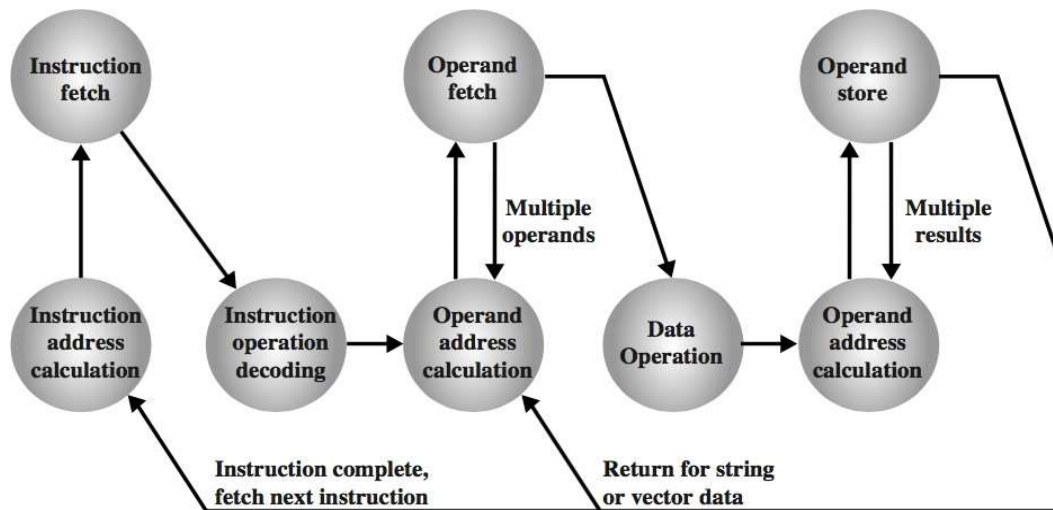 Instruction
fetch
Operand
fetch
Operand
store
Multiple
operands
Multiple
results
Instruction
address
calculation
Instruction
operation
decoding
Operand
address
calculation
Data
Operation
Operand
address
calculation
Instruction complete,
fetch next instruction
Return for string
or vector data